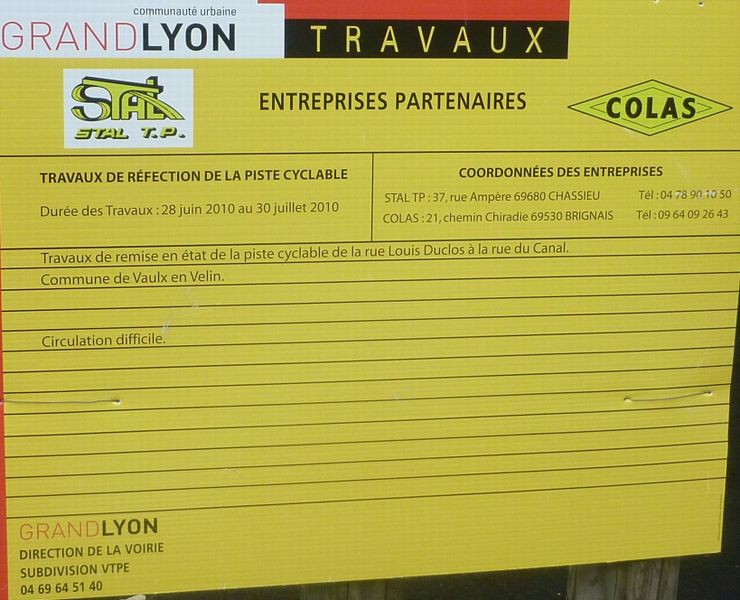 communauté urbaine
GRANDLYON
TRAVAUX
STAL
STAL T.P.
ENTREPRISES PARTENAIRES
COLAS
TRAVAUX DE RÉFECTION DE LA PISTE CYCLABLE
Durée des Travaux : 28 juin 2010 au 30 juillet 2010
COORDONNÉES DES ENTREPRISES
STAL TP : 37, rue Ampère 69680 CHASSIEU Tél : 04 78 90 10 50
COLAS : 21, chemin Chiradie 69530 BRIGNAIS Tél : 09 64 09 26 43
Travaux de remise en état de la piste cyclable de la rue Louis Duclos à la rue du Canal.
Commune de Vaulx en Velin.
Circulation difficile.
GRANDLYON
DIRECTION DE LA VOIRIE
SUBDIVISION VTPE
04 69 64 51 40